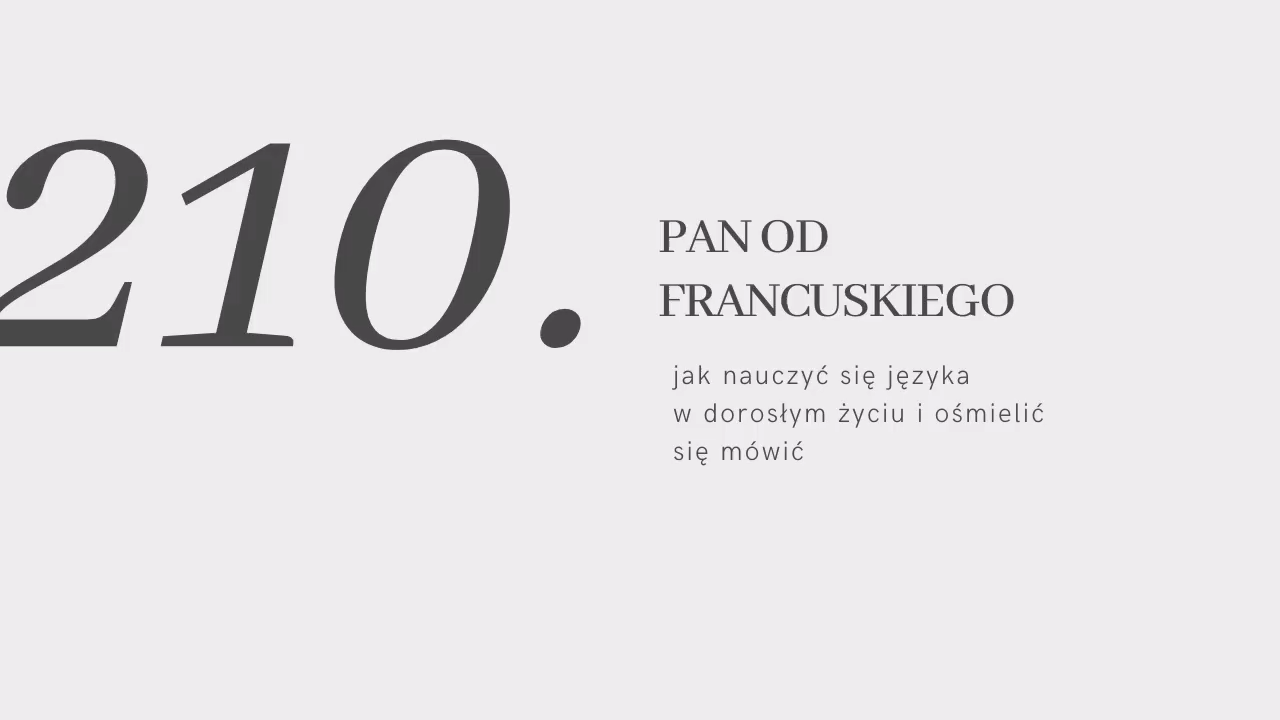 210.
PAN OD
FRANCUSKIEGO
jak nauczyć się języka
w dorosłym życiu i ośmielić
się mówić